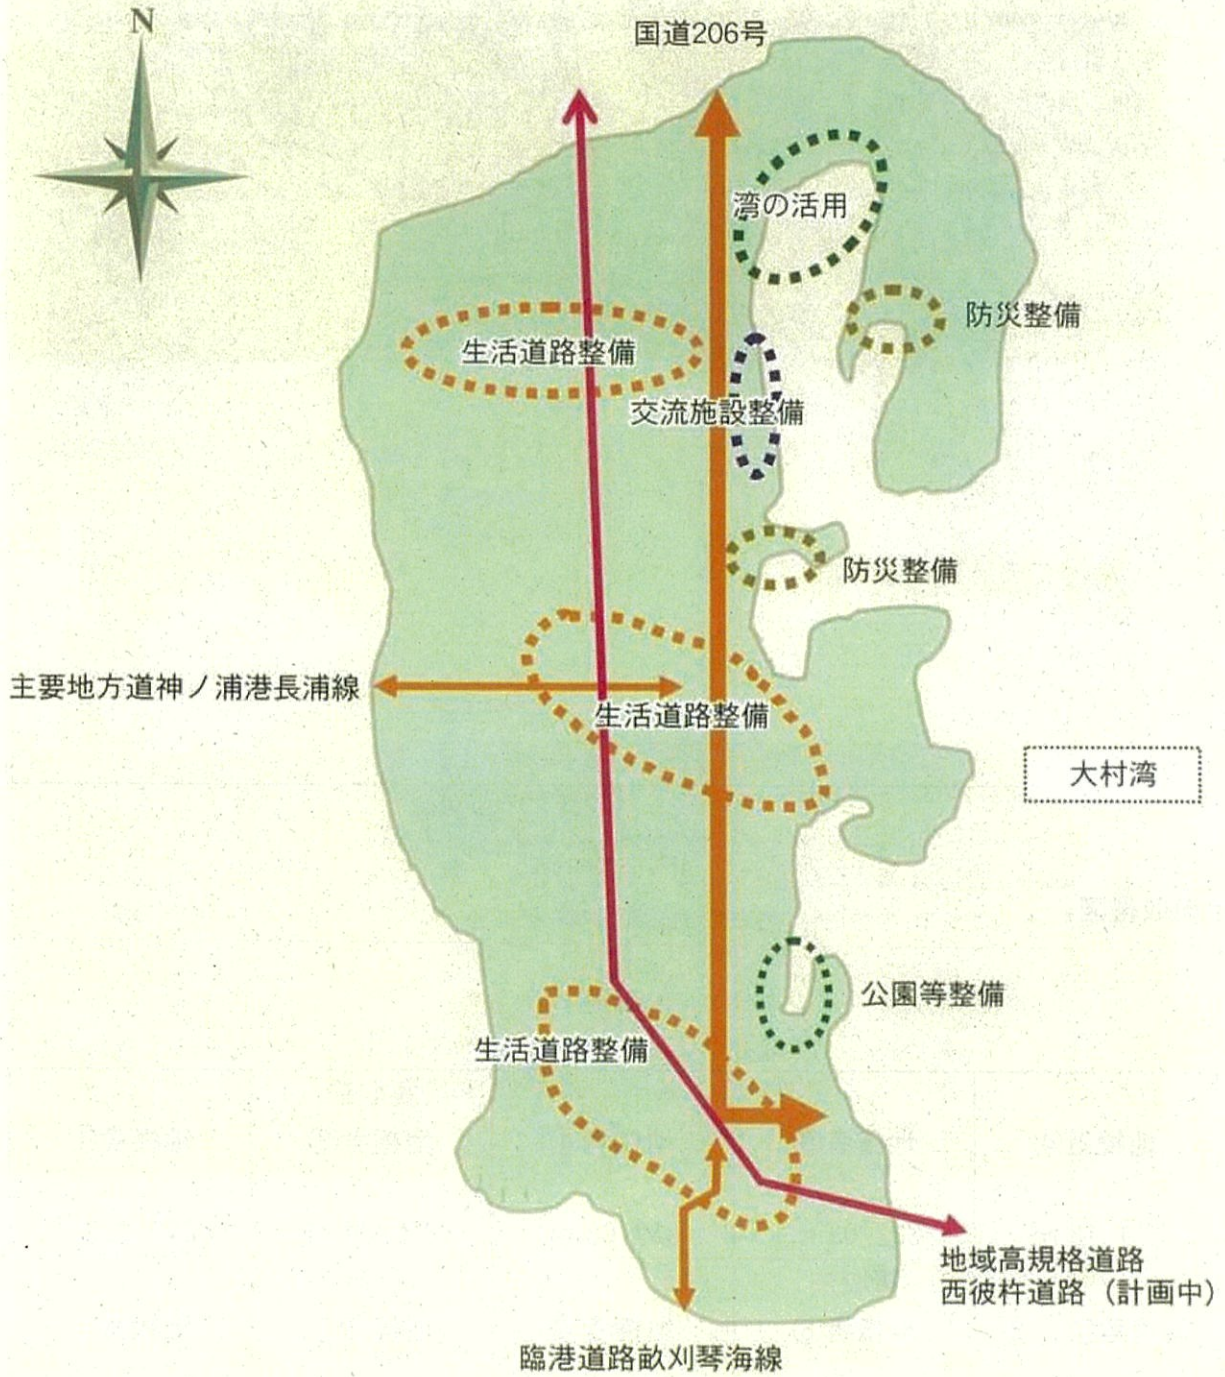 N
国道206号
湾の活用
防災整備
生活道路整備
交流施設整備
防災整備
主要地方道神ノ浦港長浦線
生活道路整備
大村湾
公園等整備
生活道路整備
地域高規格道路
西彼杵道路（計画中）
臨港道路畝刈琴海線